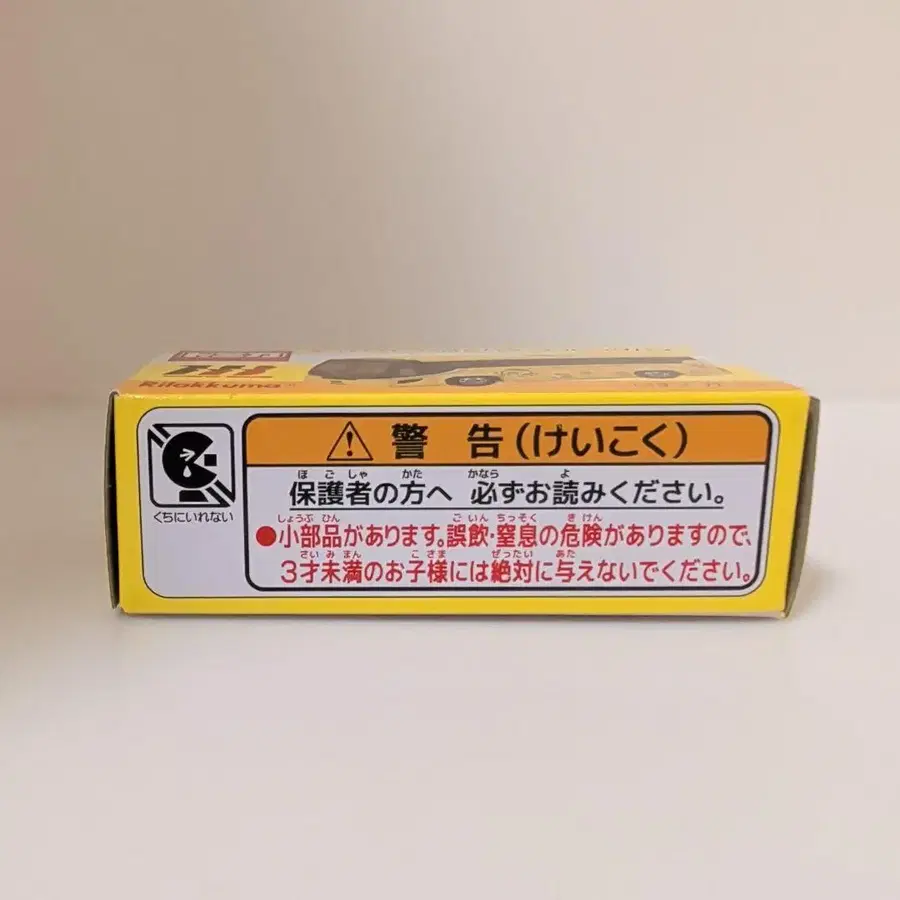 Rilakkuma
警 告(けいこく)
ほ ご しゃ かた かなら よ
保護者の方へ 必ずお読みください。
くちにいれない
しょうぶ ひん ご いん ちっそく き けん
●小部品があります。誤飲・窒息の危険がありますので、
さい み まん こ さま ぜったい あた
3才未満のお子様には絶対に与えないでください。